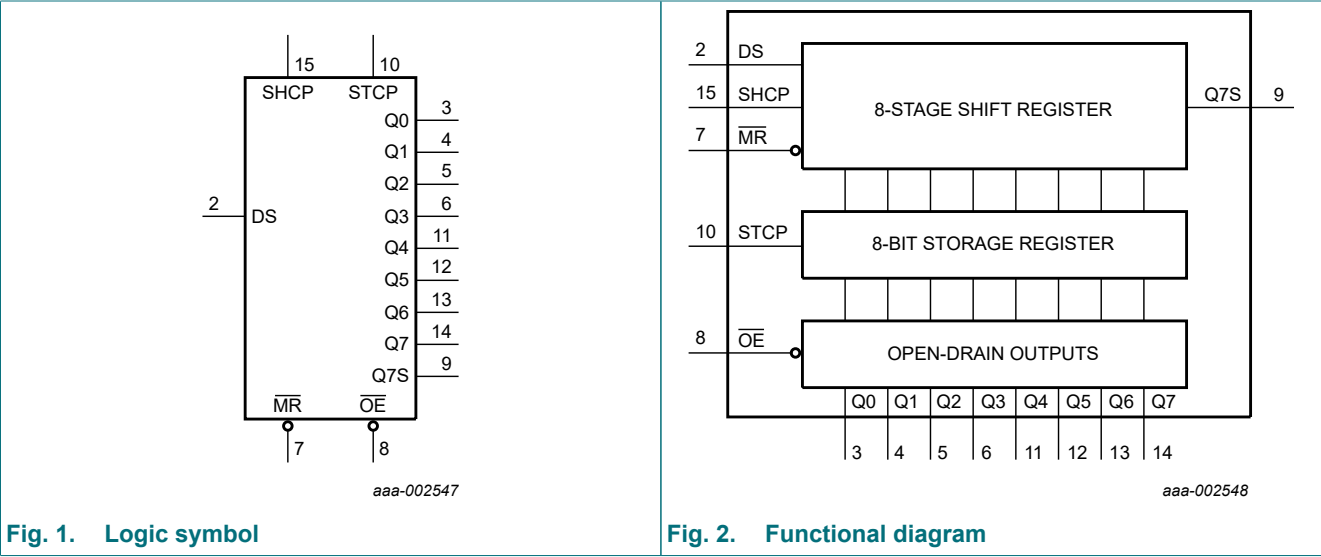 15 10
SHCP STCP
Q0 3
Q1 4
Q2 5
2 DS Q3 6
Q4 11
Q5 12
Q6 13
Q7 14
Q7S 9
MR OE
7 8
aaa-002547
Fig. 1. Logic symbol
2 DS
15 SHCP 8-STAGE SHIFT REGISTER Q7S 9
7 MR
10 STCP 8-BIT STORAGE REGISTER
8 OE OPEN-DRAIN OUTPUTS
Q0 Q1 Q2 Q3 Q4 Q5 Q6 Q7
3 4 5 6 11 12 13 14
aaa-002548
Fig. 2. Functional diagram